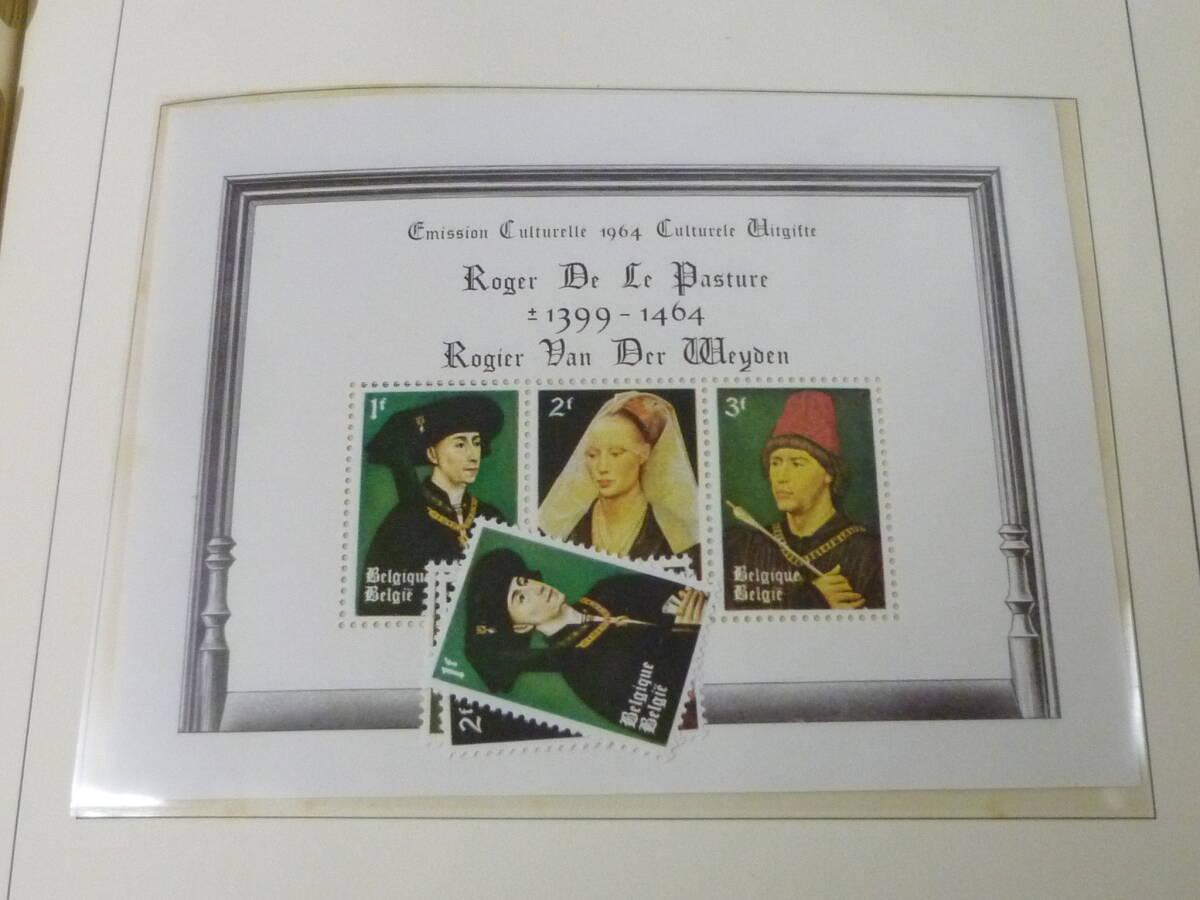 Emission Culturelle 1964 Culturele Uitgifte
Roger De Le Pasture
± 1399 - 1464
Rogier Van Der Weyden
1f
2f
3f
Belgique
België
Belgique
België
Belgique
België
2f
1f